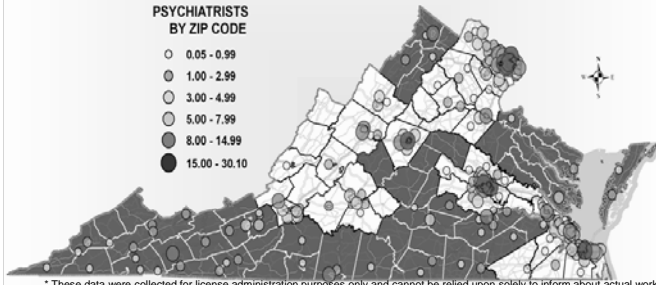 PSYCHIATRISTS
BY ZIP CODE
0.05 - 0.99
1.00 - 2.99
3.00 - 4.99
5.00 - 7.99
8.00 - 14.99
15.00 - 30.10
N
W
E
S
* These data were collected for license administration purposes only and cannot be relied upon solely to inform about actual work